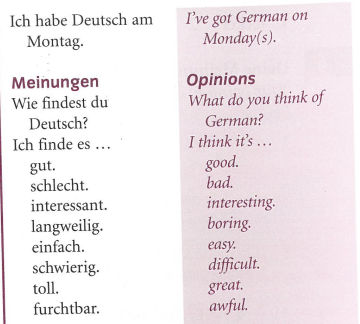 Ich habe Deutsch am
Montag.
Meinungen
Wie findest du
Deutsch?
Ich finde es …
gut.
schlecht.
interessant.
langweilig.
einfach.
schwierig.
toll.
furchtbar.
I've got German on
Monday(s).
Opinions
What do you think of
German?
I think it's …
good.
bad.
interesting.
boring.
easy.
difficult.
great.
awful.